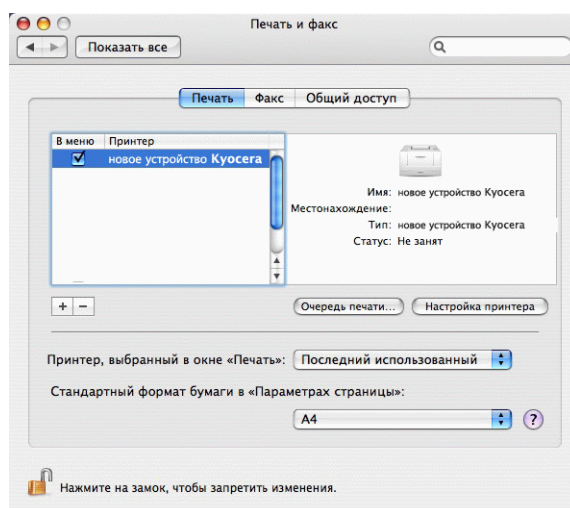 Печать и факс
Показать все
Печать Факс Общий доступ
В меню Принтер
новое устройство Kyocera
Имя: новое устройство Kyocera
Местонахождение:
Тип: новое устройство Kyocera
Статус: Не занят
+ −
Очередь печати... Настройка принтера
Принтер, выбранный в окне «Печать»: Последний использованный
Стандартный формат бумаги в «Параметрах страницы»:
A4 ?
Нажмите на замок, чтобы запретить изменения.